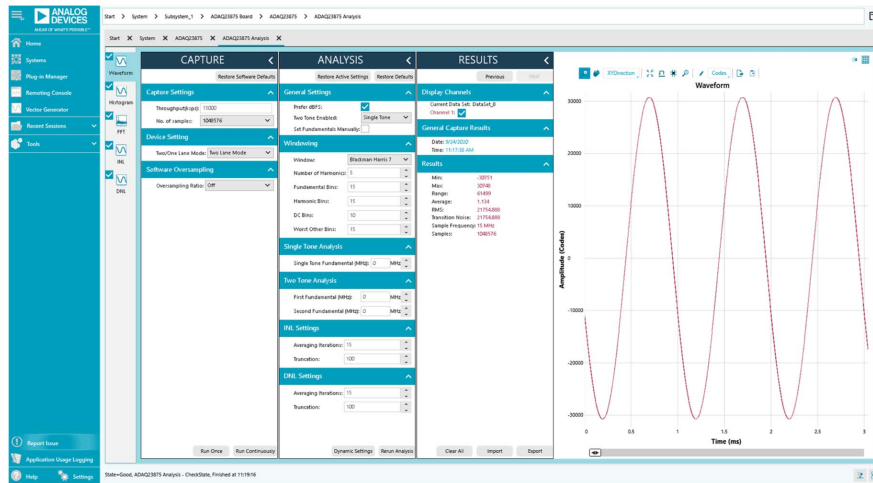 ANALOG
DEVICES
AHEAD OF WHAT'S POSSIBLE™
Start > System > Subsystem_1 > ADAQ23875 Board > ADAQ23875 > ADAQ23875 Analysis
Start X System X ADAQ23875 X ADAQ23875 Analysis X
Home
Systems
Plug-in Manager
Remoting Console
Vector Generator
Recent Sessions
Tools
Report Issue
Application Usage Logging
Help Settings
Waveform
Histogram
FFT
INL
DNL
CAPTURE
Restore Software Defaults
Capture Settings
Throughput(ksps): 11000
No. of samples: 1048576
Device Setting
Two/One Lane Mode: Two Lane Mode
Software Oversampling
Oversampling Ratio: Off
Run Once Run Continuously
ANALYSIS
Restore Active Settings Restore Defaults
General Settings
Prefer dBFS:
Two Tone Enabled: Single Tone
Set Fundamentals Manually:
Windowing
Window: Blackman Harris 7
Number of Harmonics: 5
Fundamental Bins: 15
Harmonic Bins: 15
DC Bins: 10
Worst Other Bins: 15
Single Tone Analysis
Single Tone Fundamental (MHz): 0 MHz
Two Tone Analysis
First Fundamental (MHz): 0 MHz
Second Fundamental (MHz): 0 MHz
INL Settings
Averaging Iterations: 15
Truncation: 100
DNL Settings
Averaging Iterations: 15
Truncation: 100
Dynamic Settings Rerun Analysis
RESULTS
Previous Next
Display Channels
Current Data Set: DataSet_0
Channel 1:
General Capture Results
Date: 9/24/2020
Time: 11:17:38 AM
Results
Min: -30751
Max: 30748
Range: 61499
Average: 1.134
RMS: 21754.893
Transition Noise: 21754.893
Sample Frequency: 15 MHz
Samples: 1048576
Clear All Import Export
XYDirection Codes
Waveform
Amplitude (Codes)
30000
20000
10000
0
-10000
-20000
-30000
0 0.5 1 1.5 2 2.5 3
Time (ms)
State=Good, ADAQ23875 Analysis - CheckState, Finished at 11:19:16